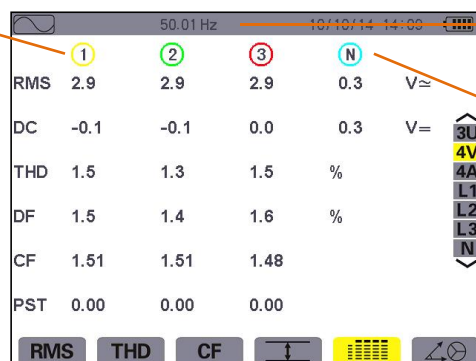 50.01 Hz 10/10/14 14:09
1 2 3 N
RMS 2.9 2.9 2.9 0.3 V≃
DC -0.1 -0.1 0.0 0.3 V=
THD 1.5 1.3 1.5 %
DF 1.5 1.4 1.6 %
CF 1.51 1.51 1.48
PST 0.00 0.00 0.00
3U
4V
4A
L1
L2
L3
N
RMS THD CF